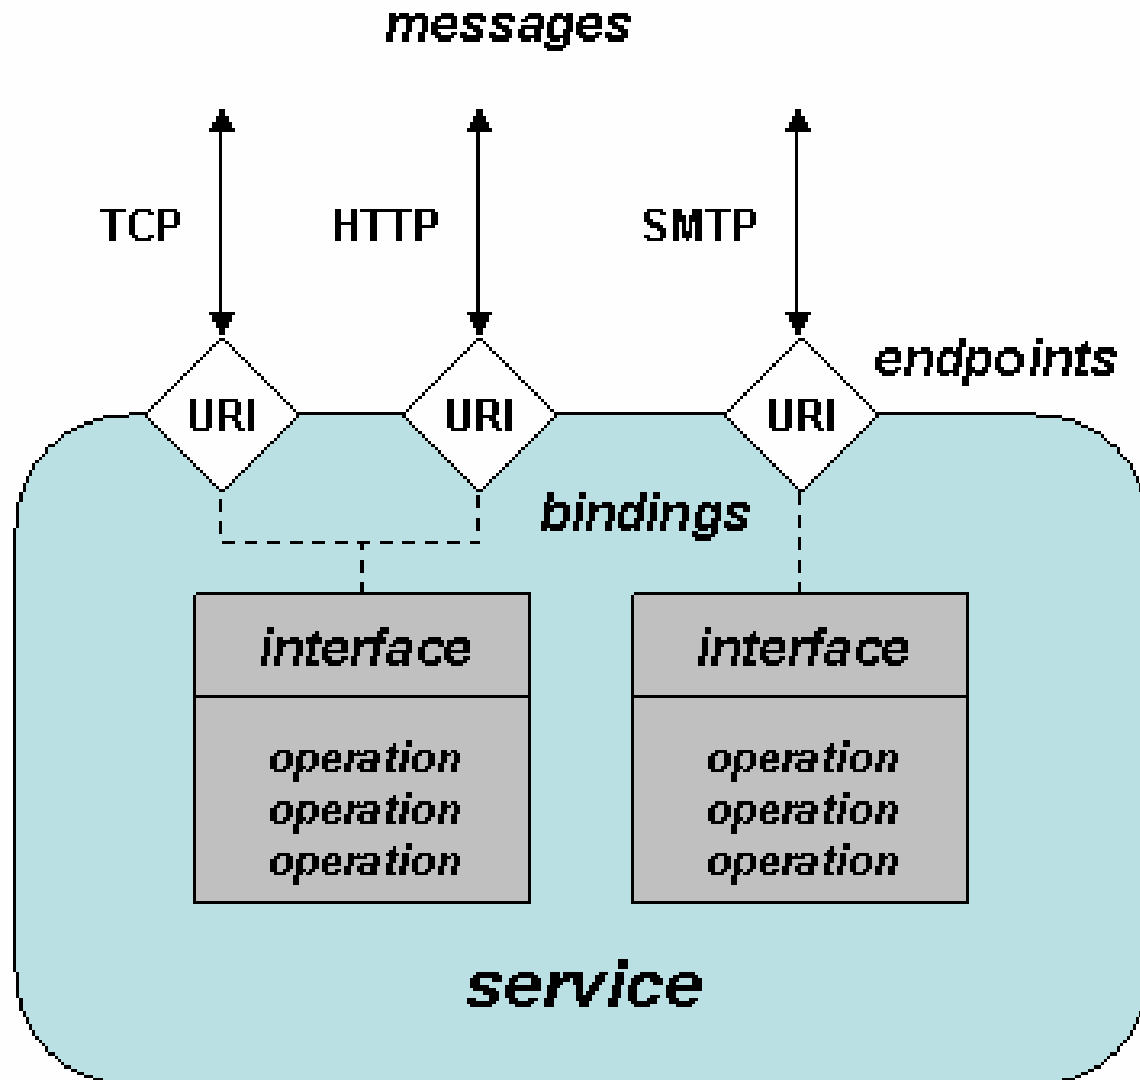 messages
TCP HTTP SMTP
endpoints
URI URI URI
bindings
interface interface
operation operation
operation operation
operation operation
service